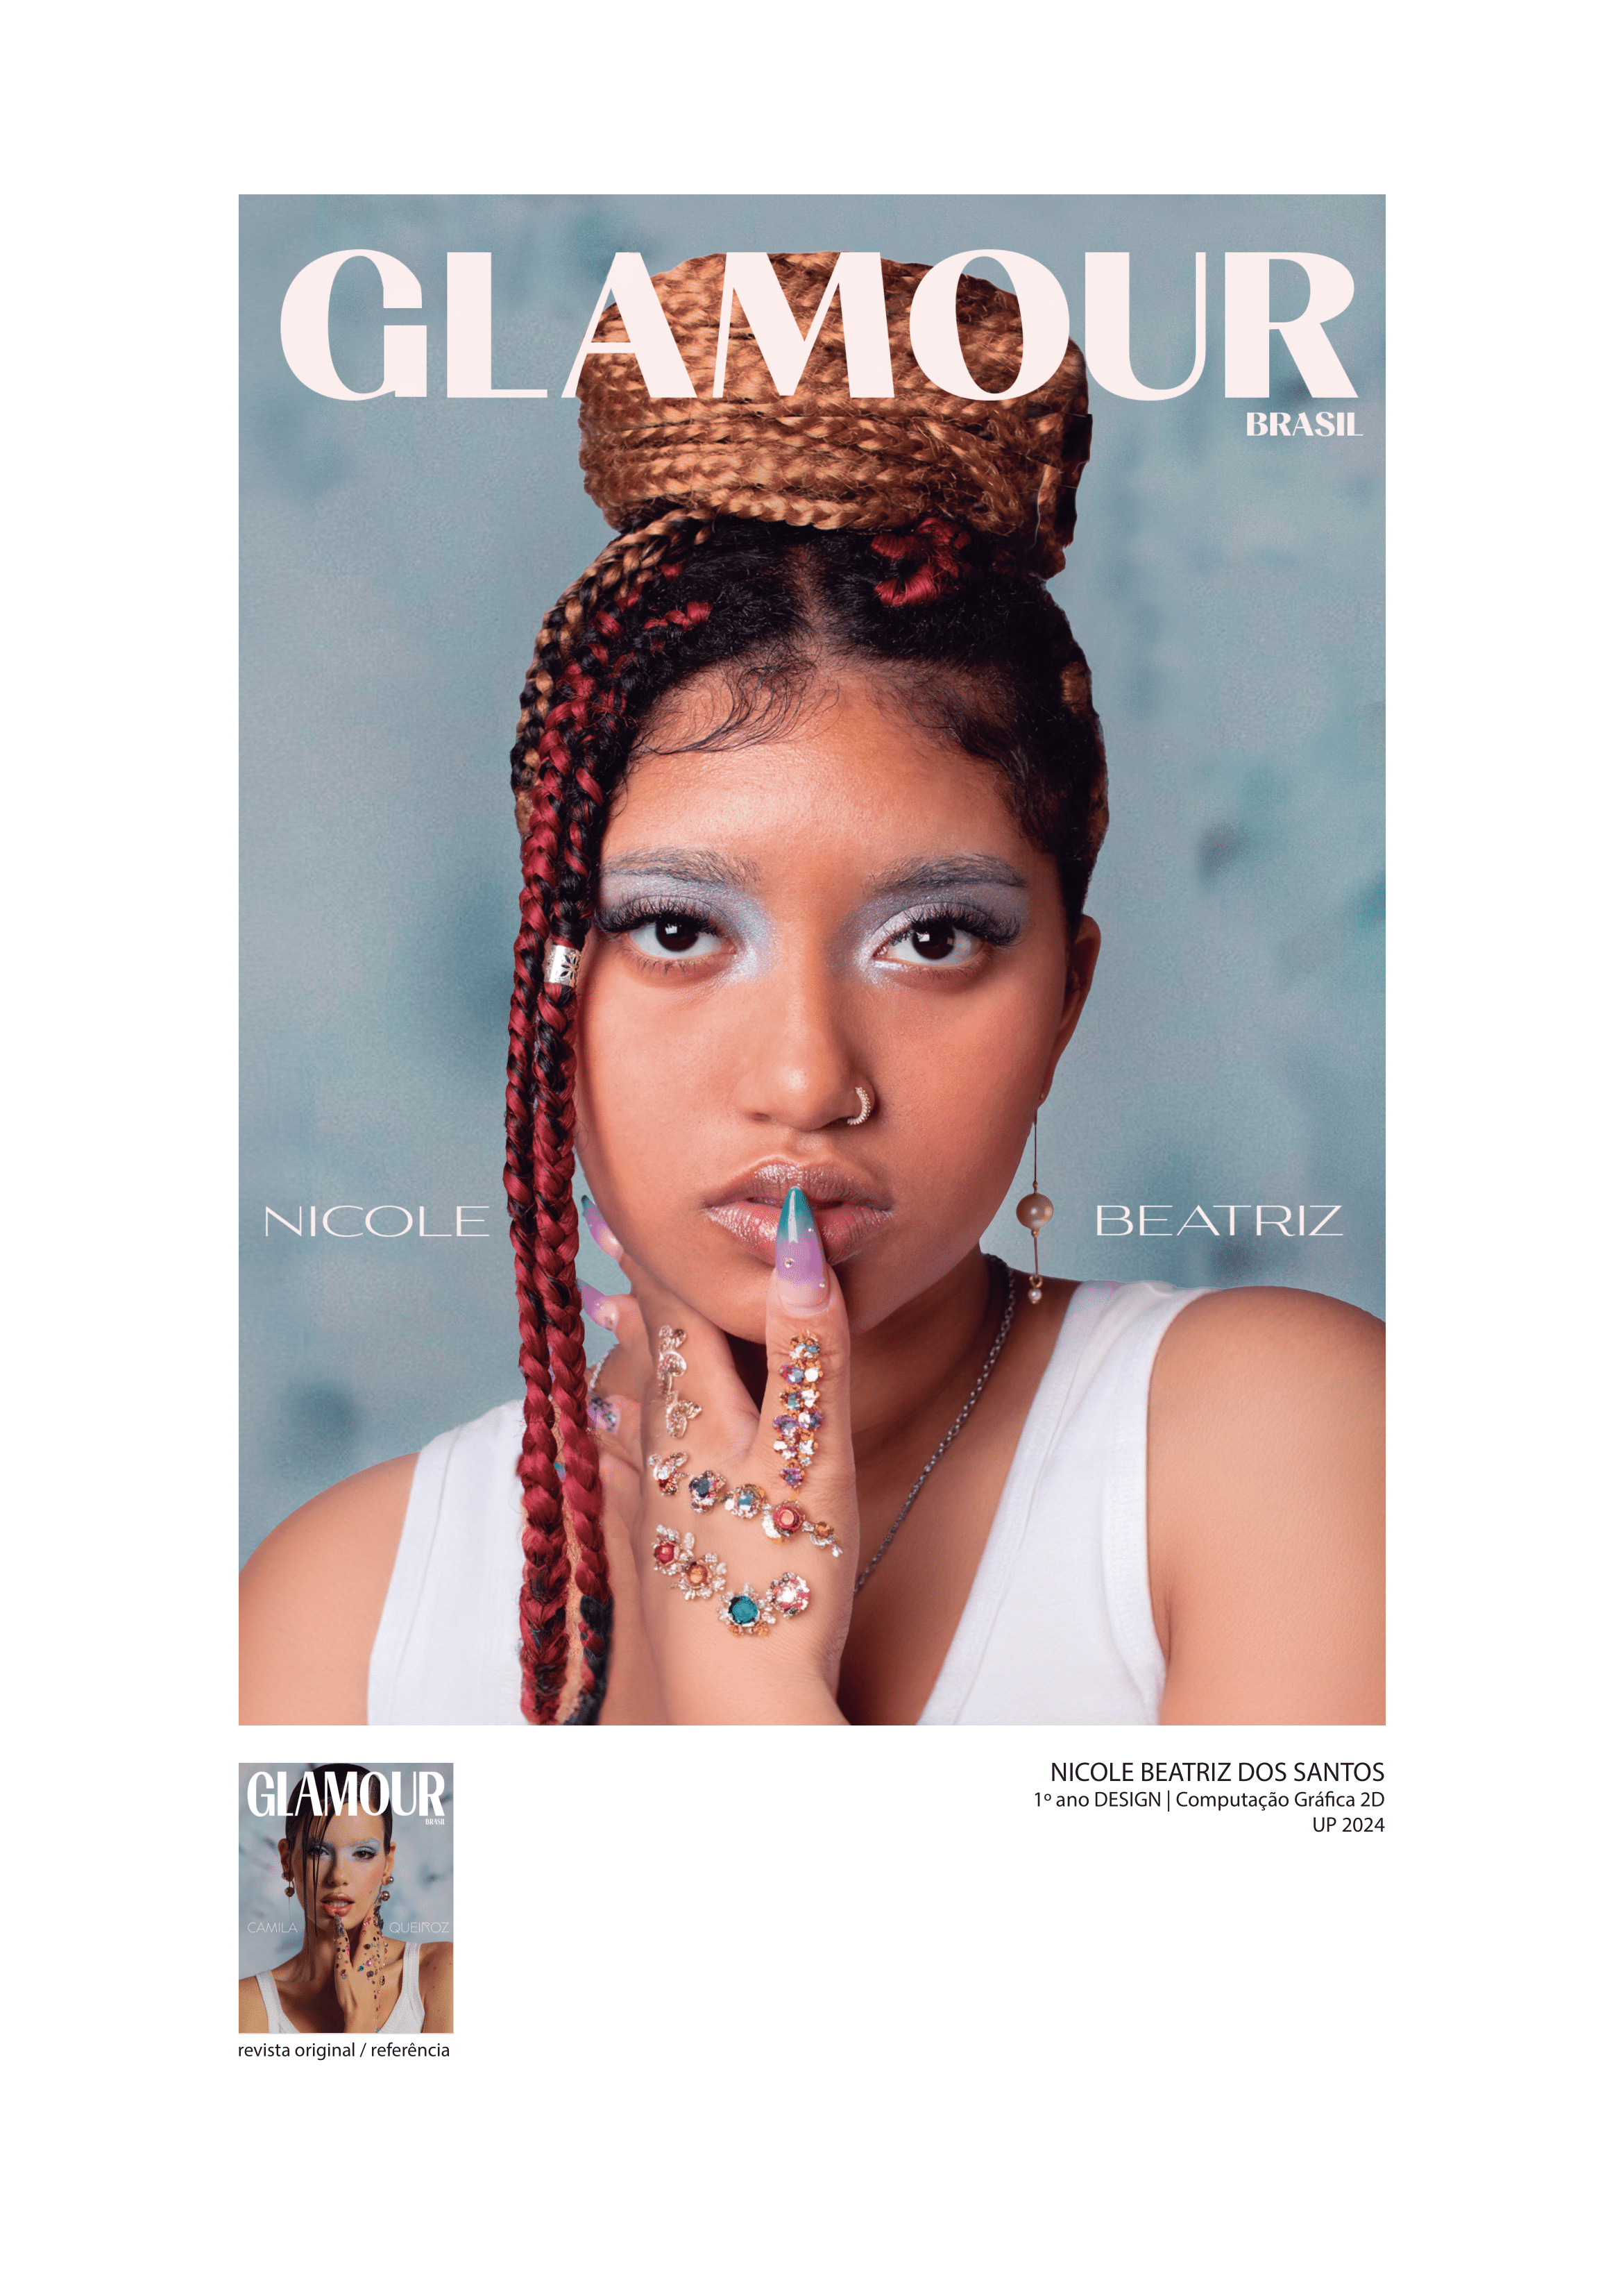 GLAMOUR
BRASIL
NICOLE BEATRIZ
NICOLE BEATRIZ DOS SANTOS
1º ano DESIGN | Computação Gráfica 2D
UP 2024
GLAMOUR
BRASIL
CAMILA QUEIROZ
revista original / referência